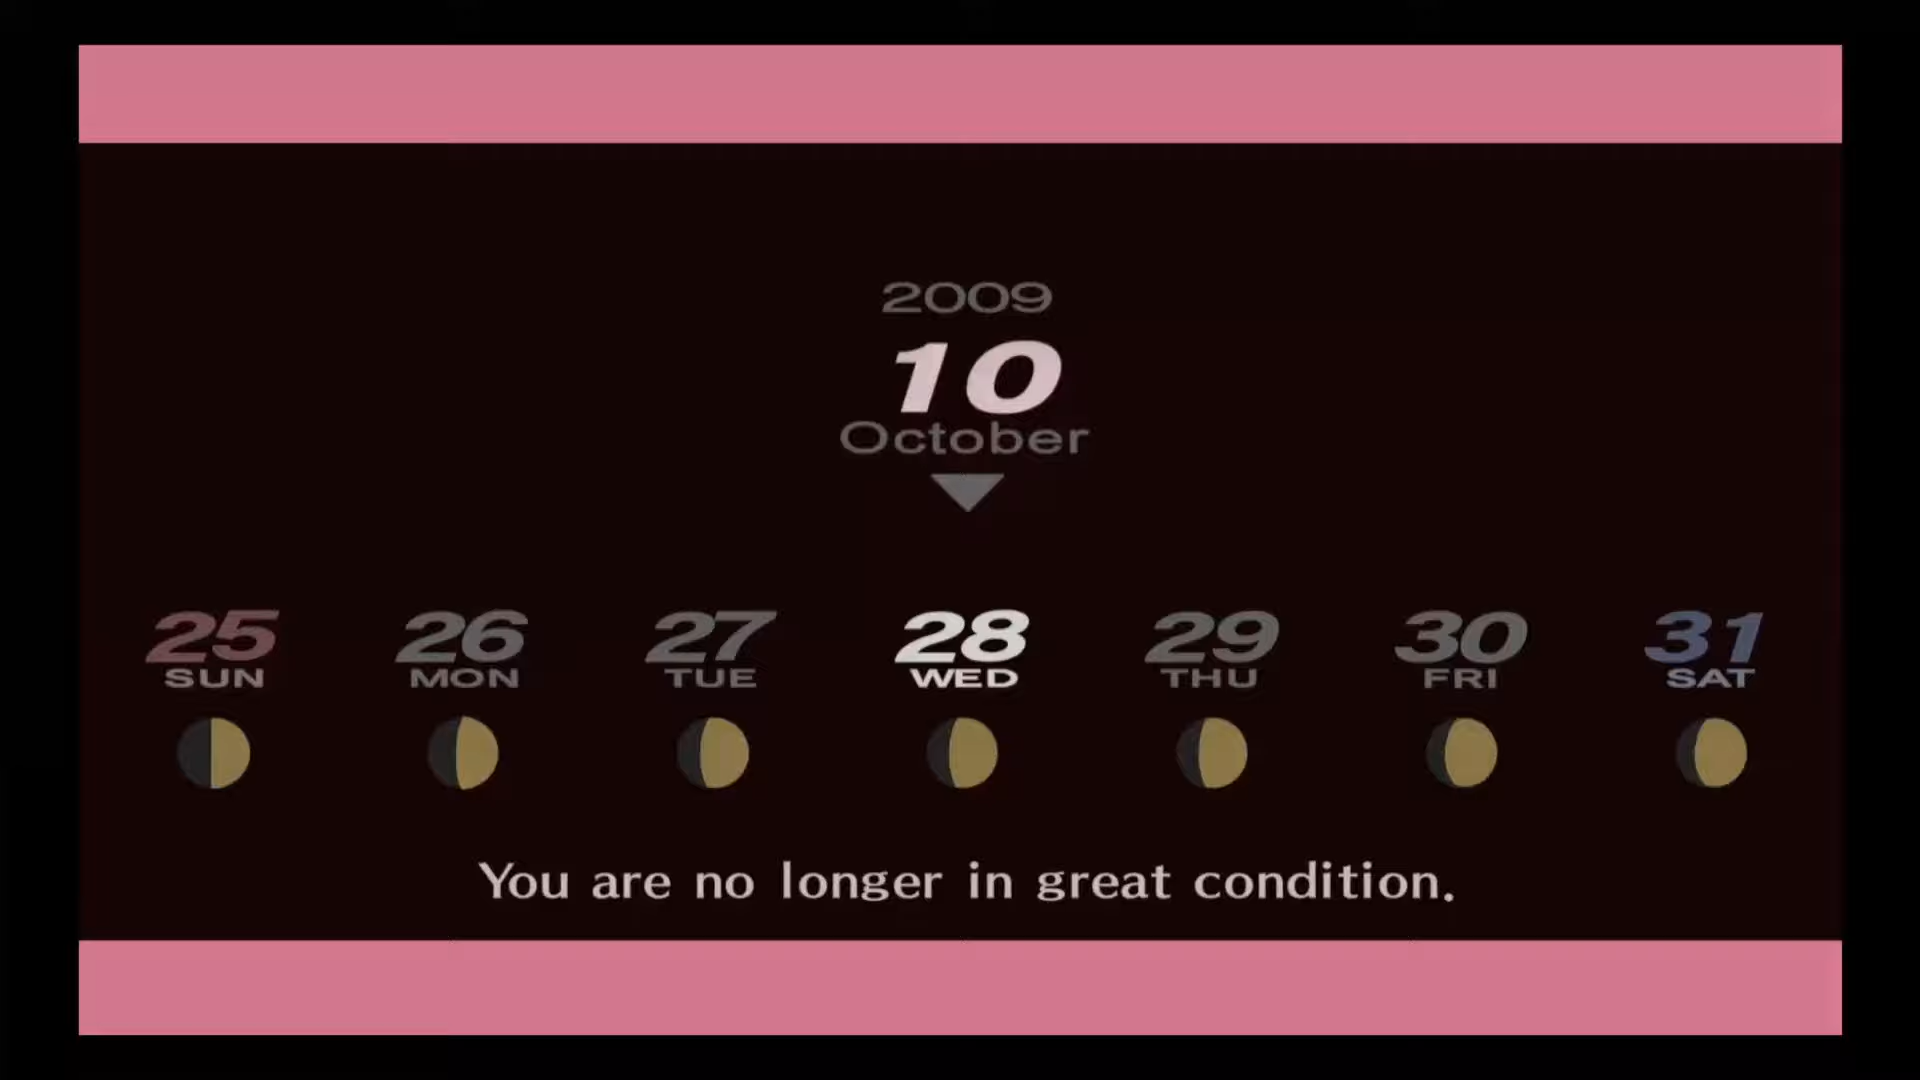 2009
10
October
25 26 27 28 29 30 31
SUN MON TUE WED THU FRI SAT
You are no longer in great condition.